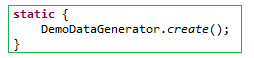 static {
    DemoDataGenerator.create();
}